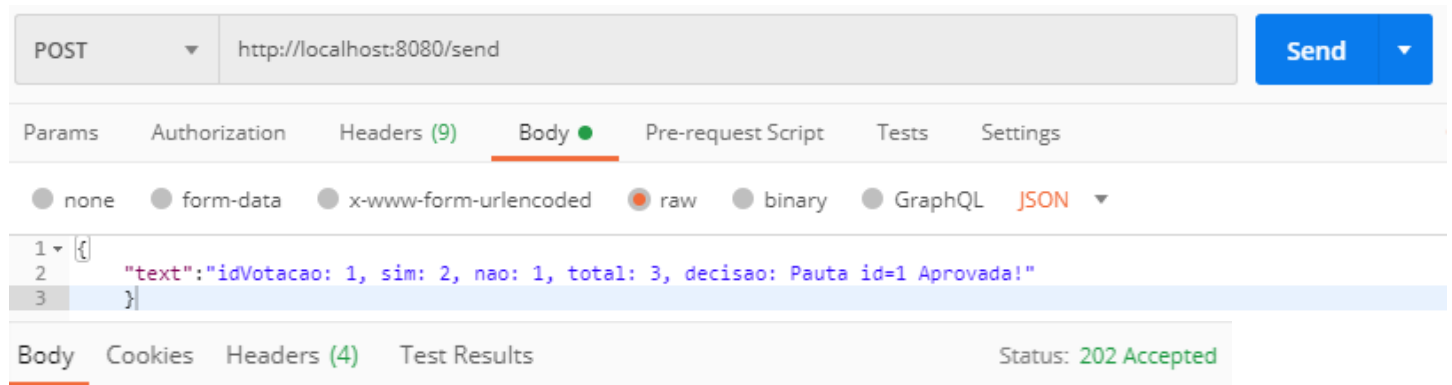 POST http://localhost:8080/send Send
Params Authorization Headers (9) Body Pre-request Script Tests Settings
none form-data x-www-form-urlencoded raw binary GraphQL JSON
1 {
2 "text":"idVotacao: 1, sim: 2, nao: 1, total: 3, decisao: Pauta id=1 Aprovada!"
3 }
Body Cookies Headers (4) Test Results Status: 202 Accepted